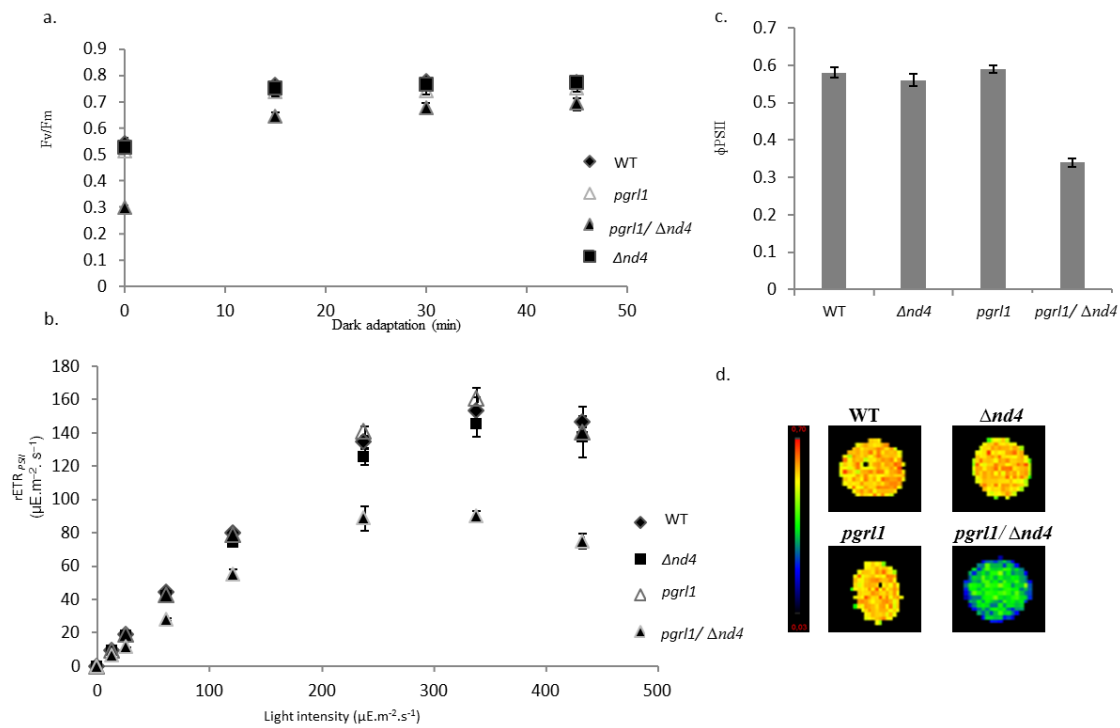 a.
Fv/Fm
0.9
0.8
0.7
0.6
0.5
0.4
0.3
0.2
0.1
0
0 10 20 30 40 50
Dark adaptation (min)
WT
pgrl1
pgrl1/ Δnd4
Δnd4
b.
rETR PSII
(µE.m⁻². s⁻¹)
180
160
140
120
100
80
60
40
20
0
0 100 200 300 400 500
Light intensity (µE.m⁻².s⁻¹)
WT
Δnd4
pgrl1
pgrl1/ Δnd4
c.
ϕPSII
0.7
0.6
0.5
0.4
0.3
0.2
0.1
0
WT Δnd4 pgrl1 pgrl1/ Δnd4
d.
WT Δnd4
0.70
pgrl1 pgrl1/ Δnd4
0.03